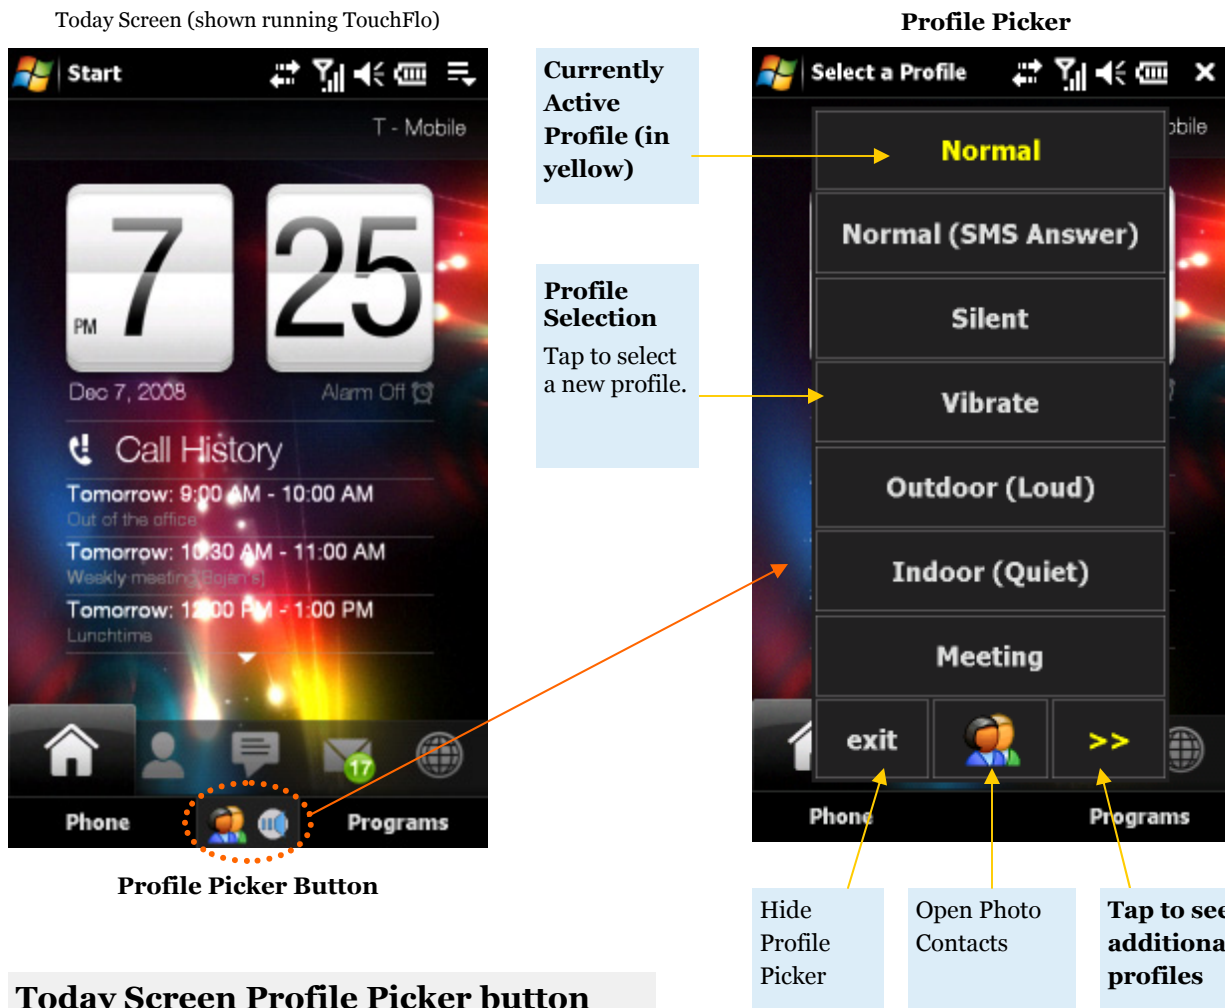 Today Screen (shown running TouchFlo)
Start
T - Mobile
7
PM
25
Dec 7, 2008
Alarm Off
Call History
Tomorrow: 9:00 AM - 10:00 AM
Out of the office
Tomorrow: 10:30 AM - 11:00 AM
Weekly meeting(Bojan's)
Tomorrow: 12:00 PM - 1:00 PM
Lunchtime
17
Phone
Programs
Profile Picker Button
Currently
Active
Profile (in
yellow)
Profile
Selection
Tap to select
a new profile.
Profile Picker
Select a Profile
obile
Normal
Normal (SMS Answer)
Silent
Vibrate
Outdoor (Loud)
Indoor (Quiet)
Meeting
exit
>>
Phone
Programs
Hide
Profile
Picker
Open Photo
Contacts
Tap to see
additiona
profiles
Today Screen Profile Picker button